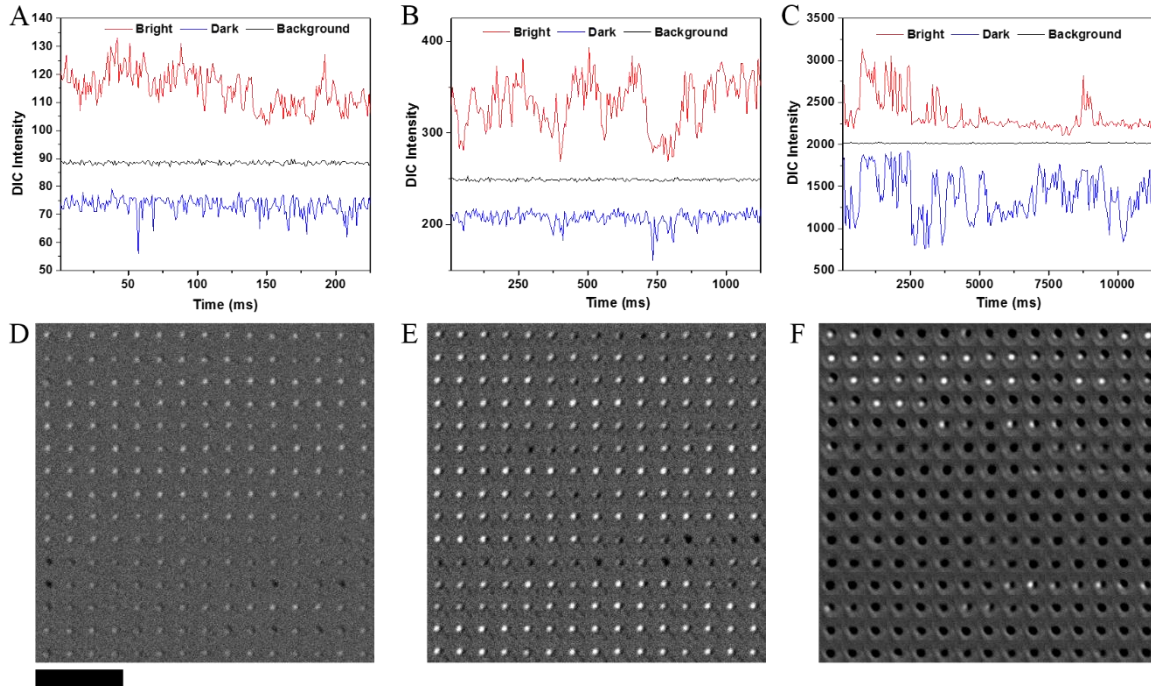 A
Bright Dark Background
140
130
120
110
100
90
80
70
60
50
DIC Intensity
50 100 150 200
Time (ms)
B
Bright Dark Background
400
300
200
DIC Intensity
250 500 750 1000
Time (ms)
C
Bright Dark Background
3500
3000
2500
2000
1500
1000
500
DIC Intensity
2500 5000 7500 10000
Time (ms)
D
E
F